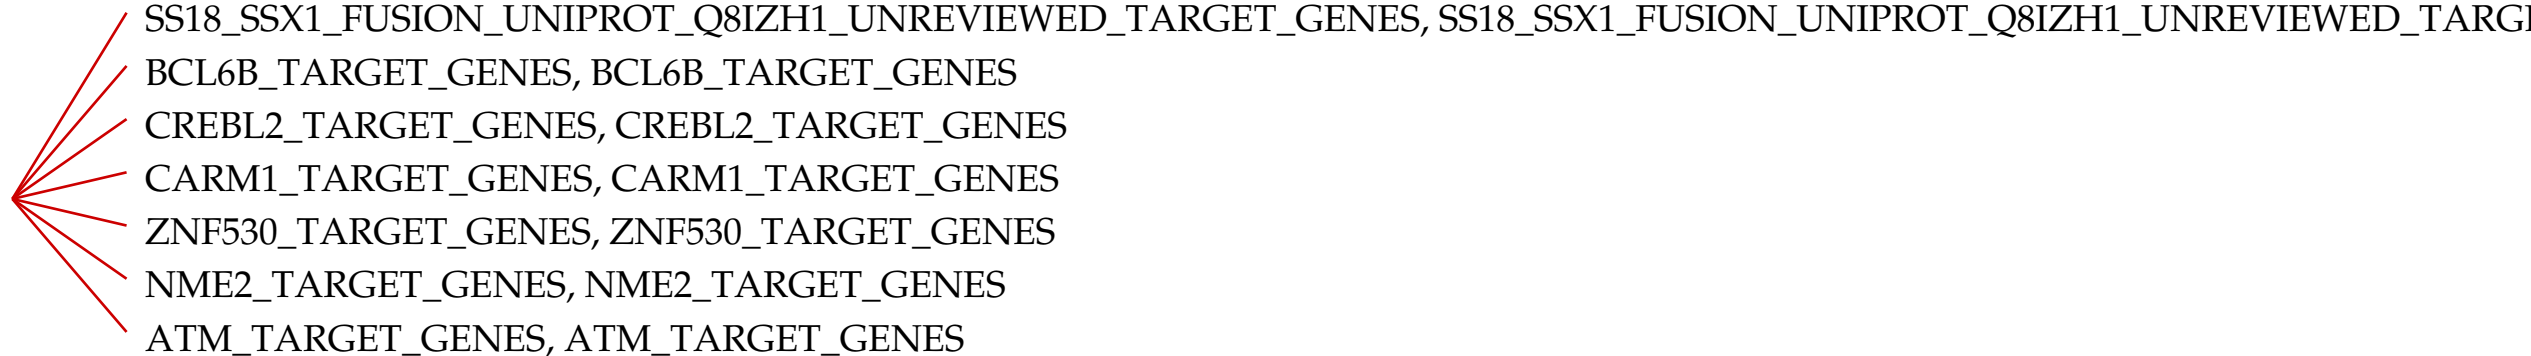 SS18_SSX1_FUSION_UNIPROT_Q8IZH1_UNREVIEWED_TARGET_GENES, SS18_SSX1_FUSION_UNIPROT_Q8IZH1_UNREVIEWED_TARG
BCL6B_TARGET_GENES, BCL6B_TARGET_GENES
CREBL2_TARGET_GENES, CREBL2_TARGET_GENES
CARM1_TARGET_GENES, CARM1_TARGET_GENES
ZNF530_TARGET_GENES, ZNF530_TARGET_GENES
NME2_TARGET_GENES, NME2_TARGET_GENES
ATM_TARGET_GENES, ATM_TARGET_GENES